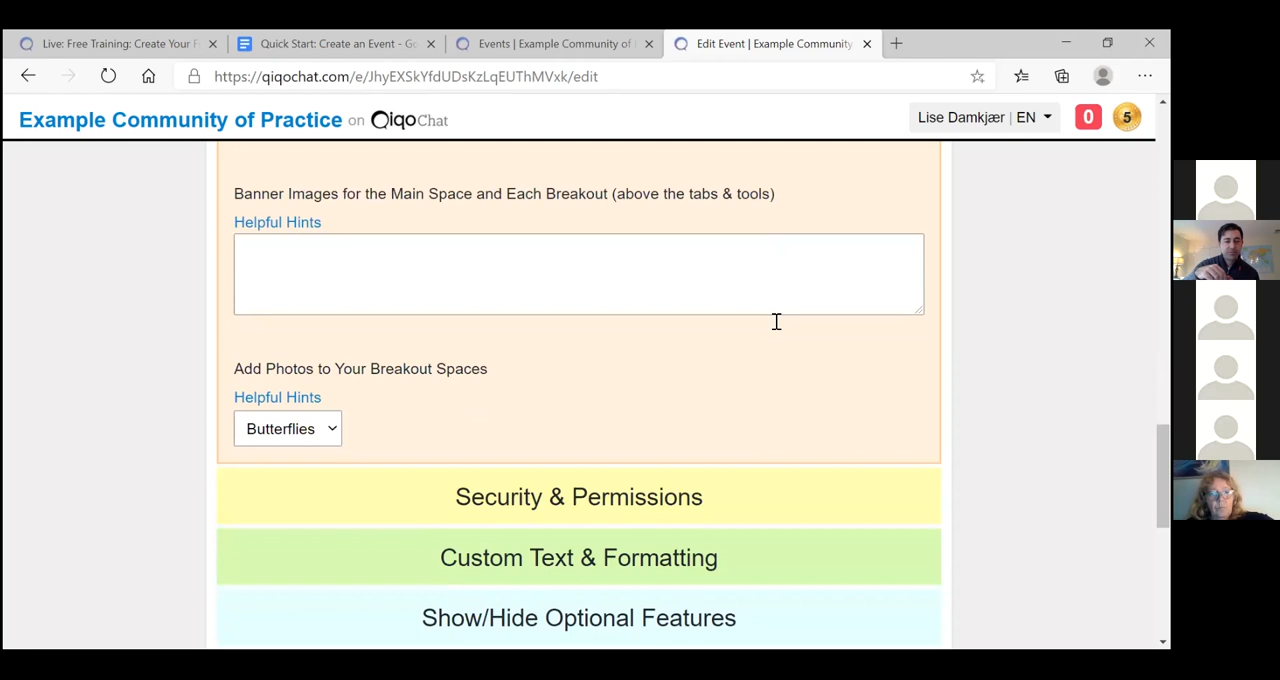 Live: Free Training: Create Your F
Quick Start: Create an Event - Go
Events | Example Community of
Edit Event | Example Community
https://qiqochat.com/e/JhyEXSkYfdUDsKzLqEUThMVxk/edit
Example Community of Practice on QiqoChat
Lise Damkjær | EN
0
5
Banner Images for the Main Space and Each Breakout (above the tabs & tools)
Helpful Hints
Add Photos to Your Breakout Spaces
Helpful Hints
Butterflies
Security & Permissions
Custom Text & Formatting
Show/Hide Optional Features